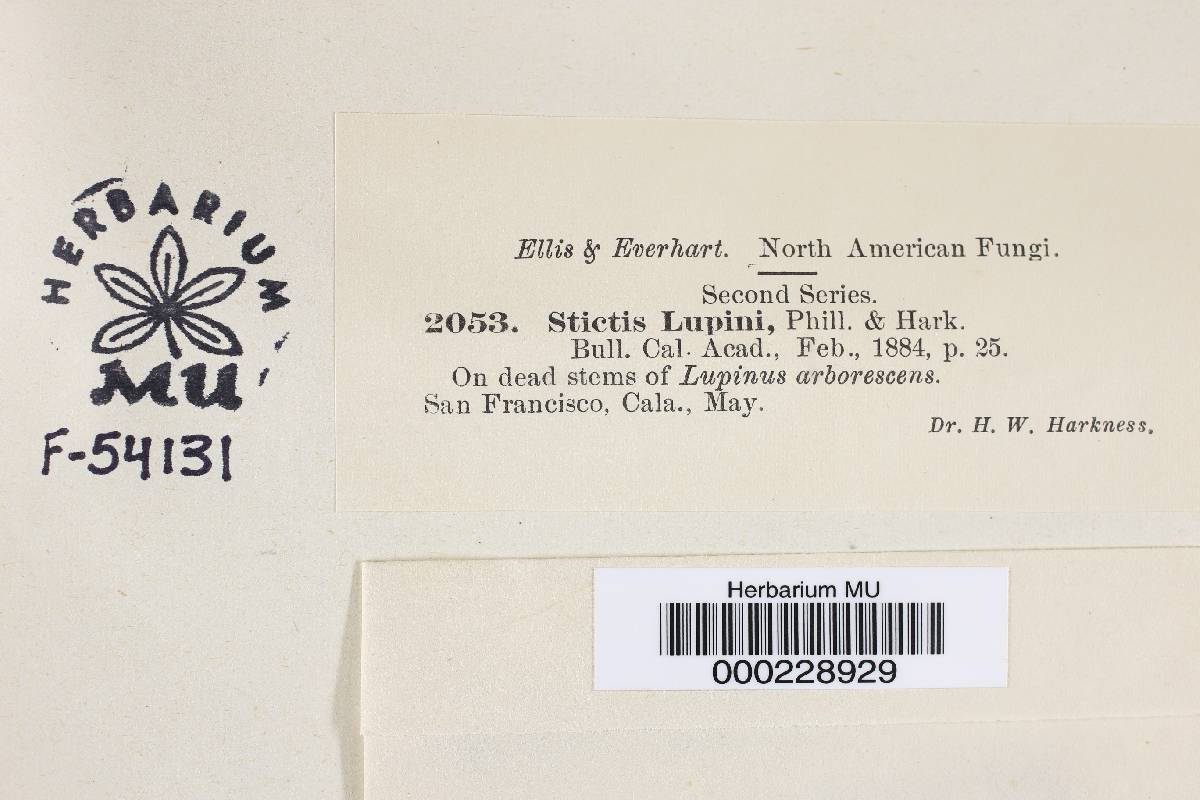 HERBARIUM
MU
F-54131
Ellis & Everhart. North American Fungi.
Second Series.
2053. Stictis Lupini, Phill. & Hark.
Bull. Cal. Acad., Feb., 1884, p. 25.
On dead stems of Lupinus arborescens.
San Francisco, Cala., May.
Dr. H. W. Harkness.
Herbarium MU
000228929